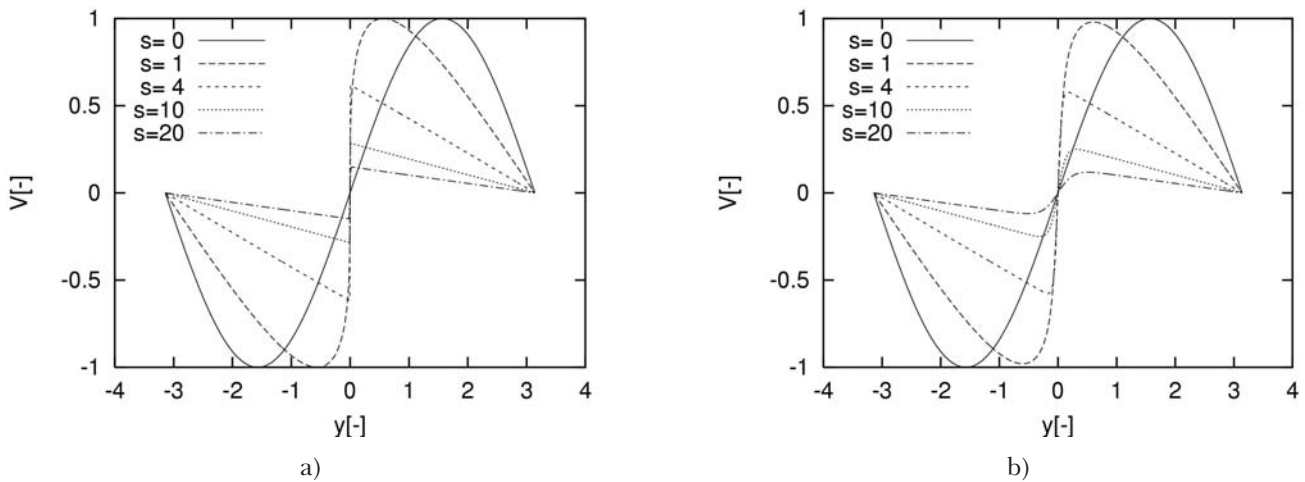 1
0.5
0
-0.5
-1
V[-]
s= 0
s= 1
s= 4
s=10
s=20
-4 -3 -2 -1 0 1 2 3 4
y[-]
a)
1
0.5
0
-0.5
-1
V[-]
s= 0
s= 1
s= 4
s=10
s=20
-4 -3 -2 -1 0 1 2 3 4
y[-]
b)